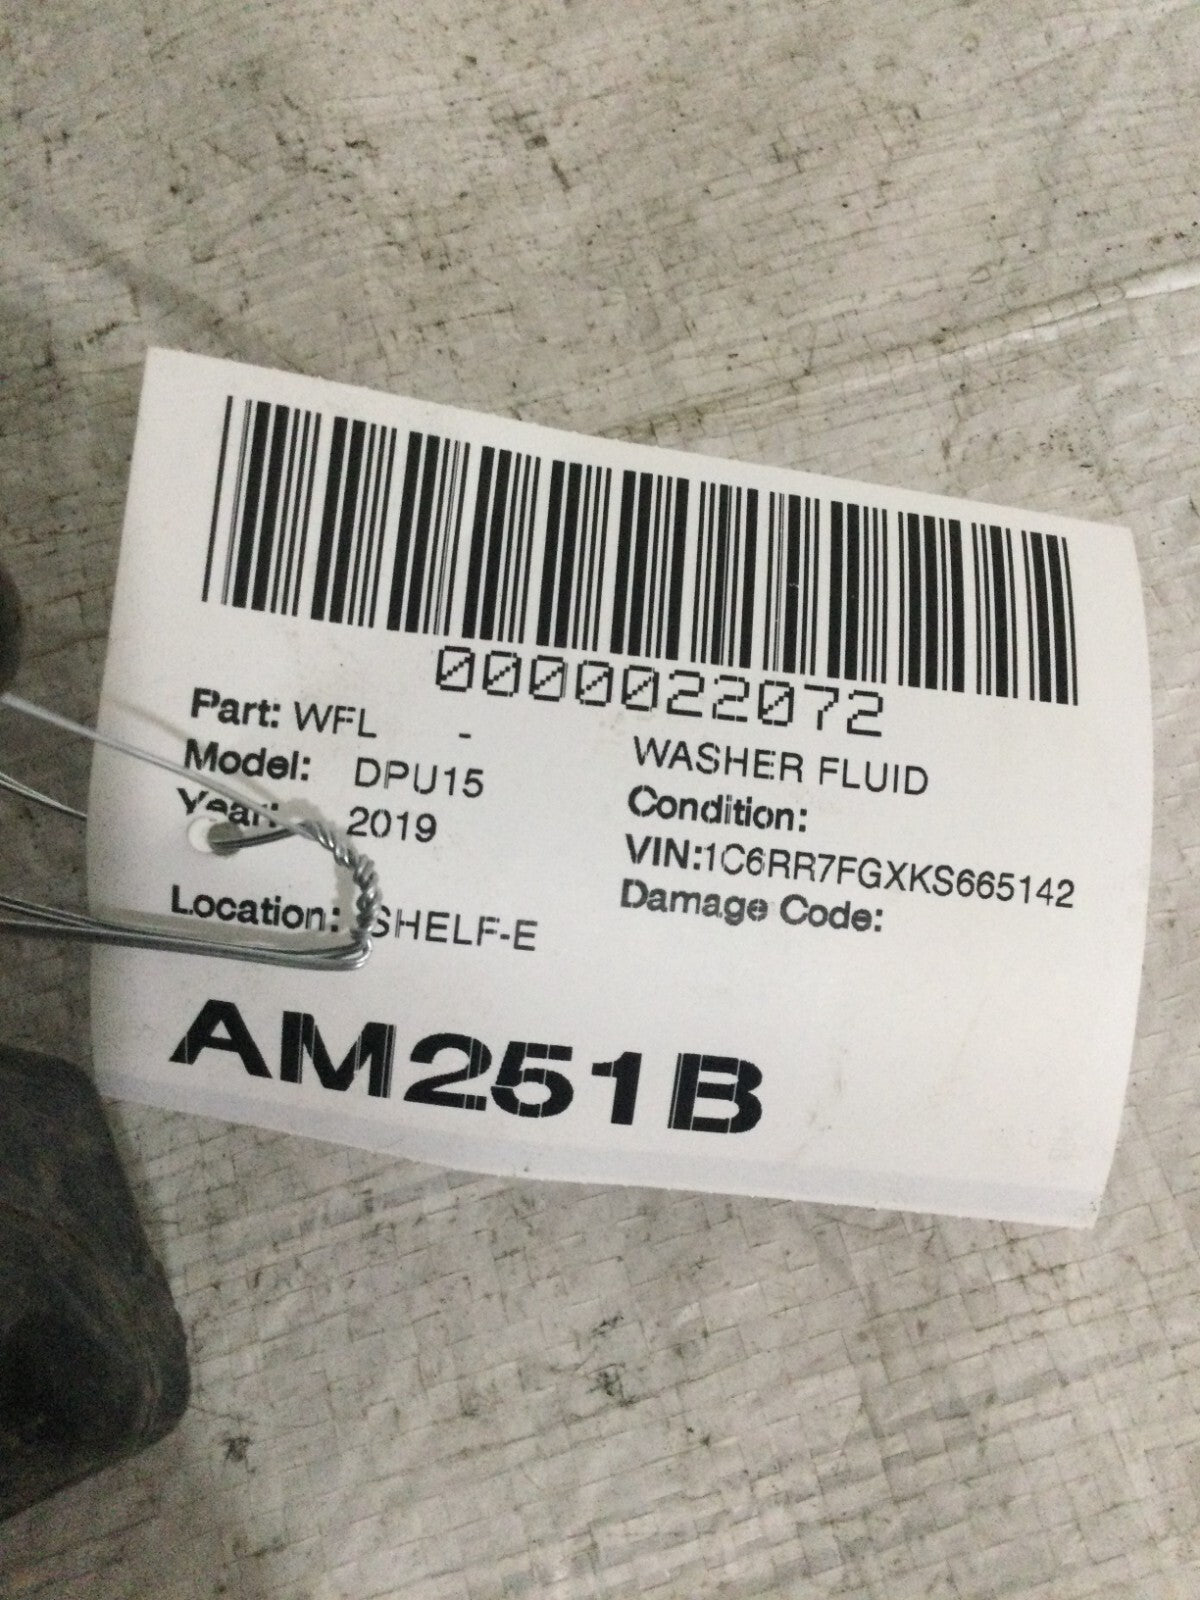 0000022072
Part: WFL -
WASHER FLUID
Model: DPU15
Condition:
Year: 2019
VIN:1C6RR7FGXKS665142
Damage Code:
Location: SHELF-E
AM251B